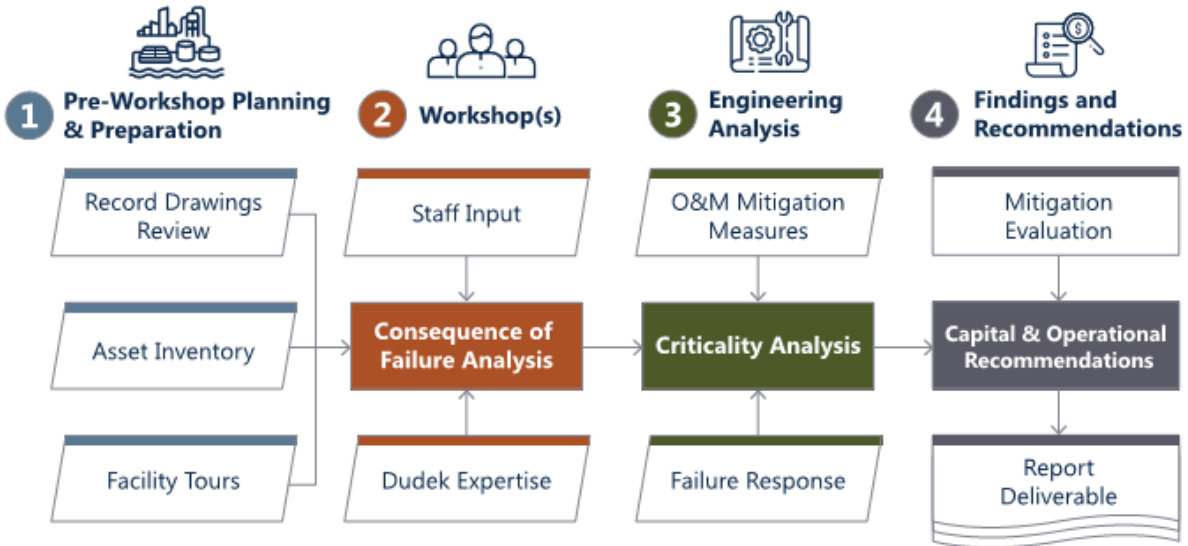 1
Pre-Workshop Planning
& Preparation
2
Workshop(s)
3
Engineering
Analysis
4
Findings and
Recommendations
Record Drawings
Review
Asset Inventory
Facility Tours
Staff Input
Consequence of
Failure Analysis
Dudek Expertise
O&M Mitigation
Measures
Criticality Analysis
Failure Response
$
Mitigation
Evaluation
Capital & Operational
Recommendations
Report
Deliverable